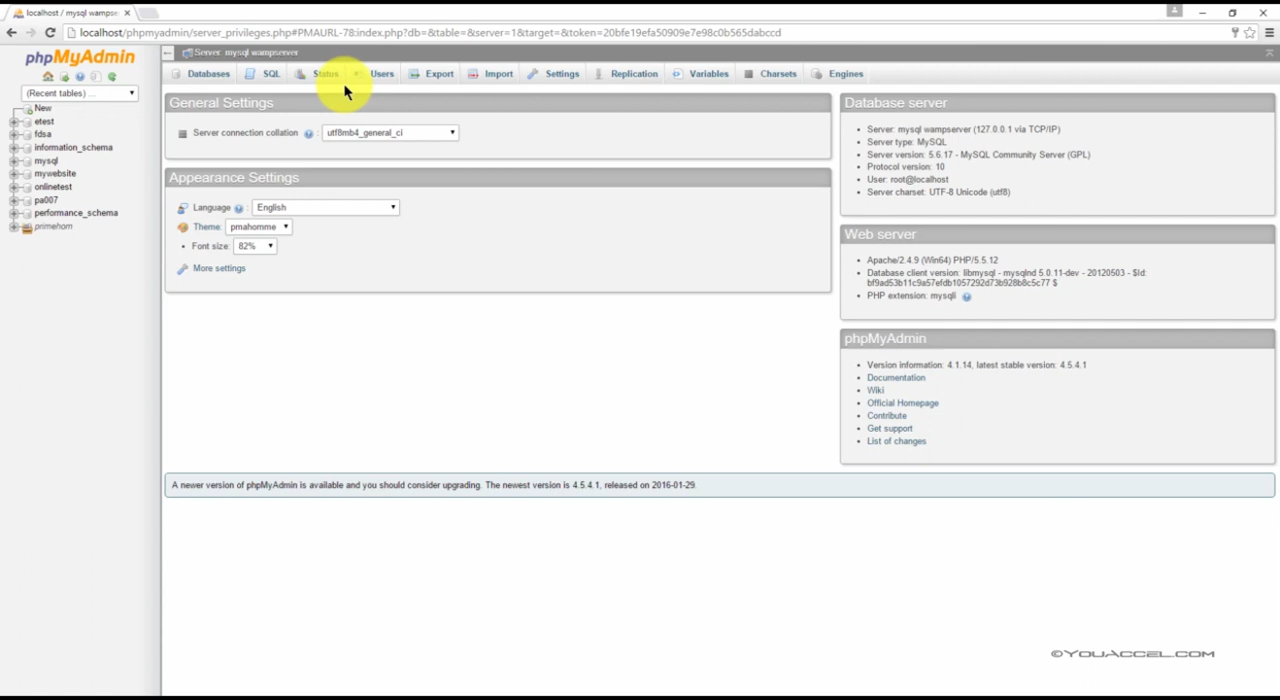 localhost / mysql wampse
localhost/phpmyadmin/server_privileges.php#PMAURL-78:index.php?db=&table=&server=1&target=&token=20bfe19efa50909e7e98c0b565dabccd
phpMyAdmin
(Recent tables) ...
New
etest
fdsa
information_schema
mysql
mywebsite
onlinetest
pa007
performance_schema
primehorn
Server: mysql wampserver
Databases SQL Status Users Export Import Settings Replication Variables Charsets Engines
General Settings
Server connection collation : utf8mb4_general_ci
Appearance Settings
Language : English
Theme: pmahomme
Font size: 82%
More settings
Database server
Server: mysql wampserver (127.0.0.1 via TCP/IP)
Server type: MySQL
Server version: 5.6.17 - MySQL Community Server (GPL)
Protocol version: 10
User: root@localhost
Server charset: UTF-8 Unicode (utf8)
Web server
Apache/2.4.9 (Win64) PHP/5.5.12
Database client version: libmysql - mysqlnd 5.0.11-dev - 20120503 - $Id:
bf9ad53b11c9a57efdb1057292d73b928b8c5c77 $
PHP extension: mysqli
phpMyAdmin
Version information: 4.1.14, latest stable version: 4.5.4.1
Documentation
Wiki
Official Homepage
Contribute
Get support
List of changes
A newer version of phpMyAdmin is available and you should consider upgrading. The newest version is 4.5.4.1, released on 2016-01-29.
©YOUACCEL.COM